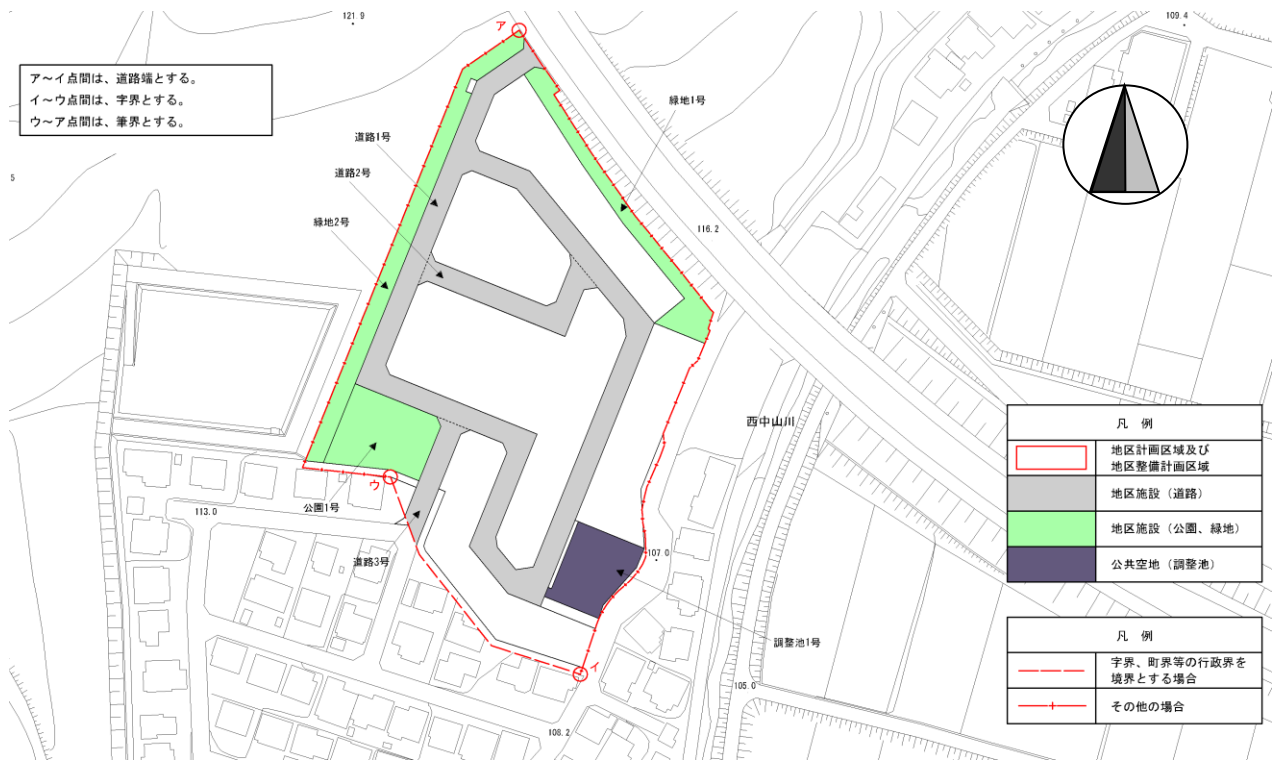 121.9
109.4
ア
ア～イ点間は、道路端とする。
イ～ウ点間は、字界とする。
ウ～ア点間は、筆界とする。
緑地1号
道路1号
道路2号
5
緑地2号
116.2
西中山川
凡 例
地区計画区域及び
地区整備計画区域
地区施設（道路）
地区施設（公園、緑地）
公共空地（調整池）
ウ
公園1号
113.0
道路3号
107.0
調整池1号
イ
105.0
108.2
凡 例
字界、町界等の行政界を
境界とする場合
その他の場合